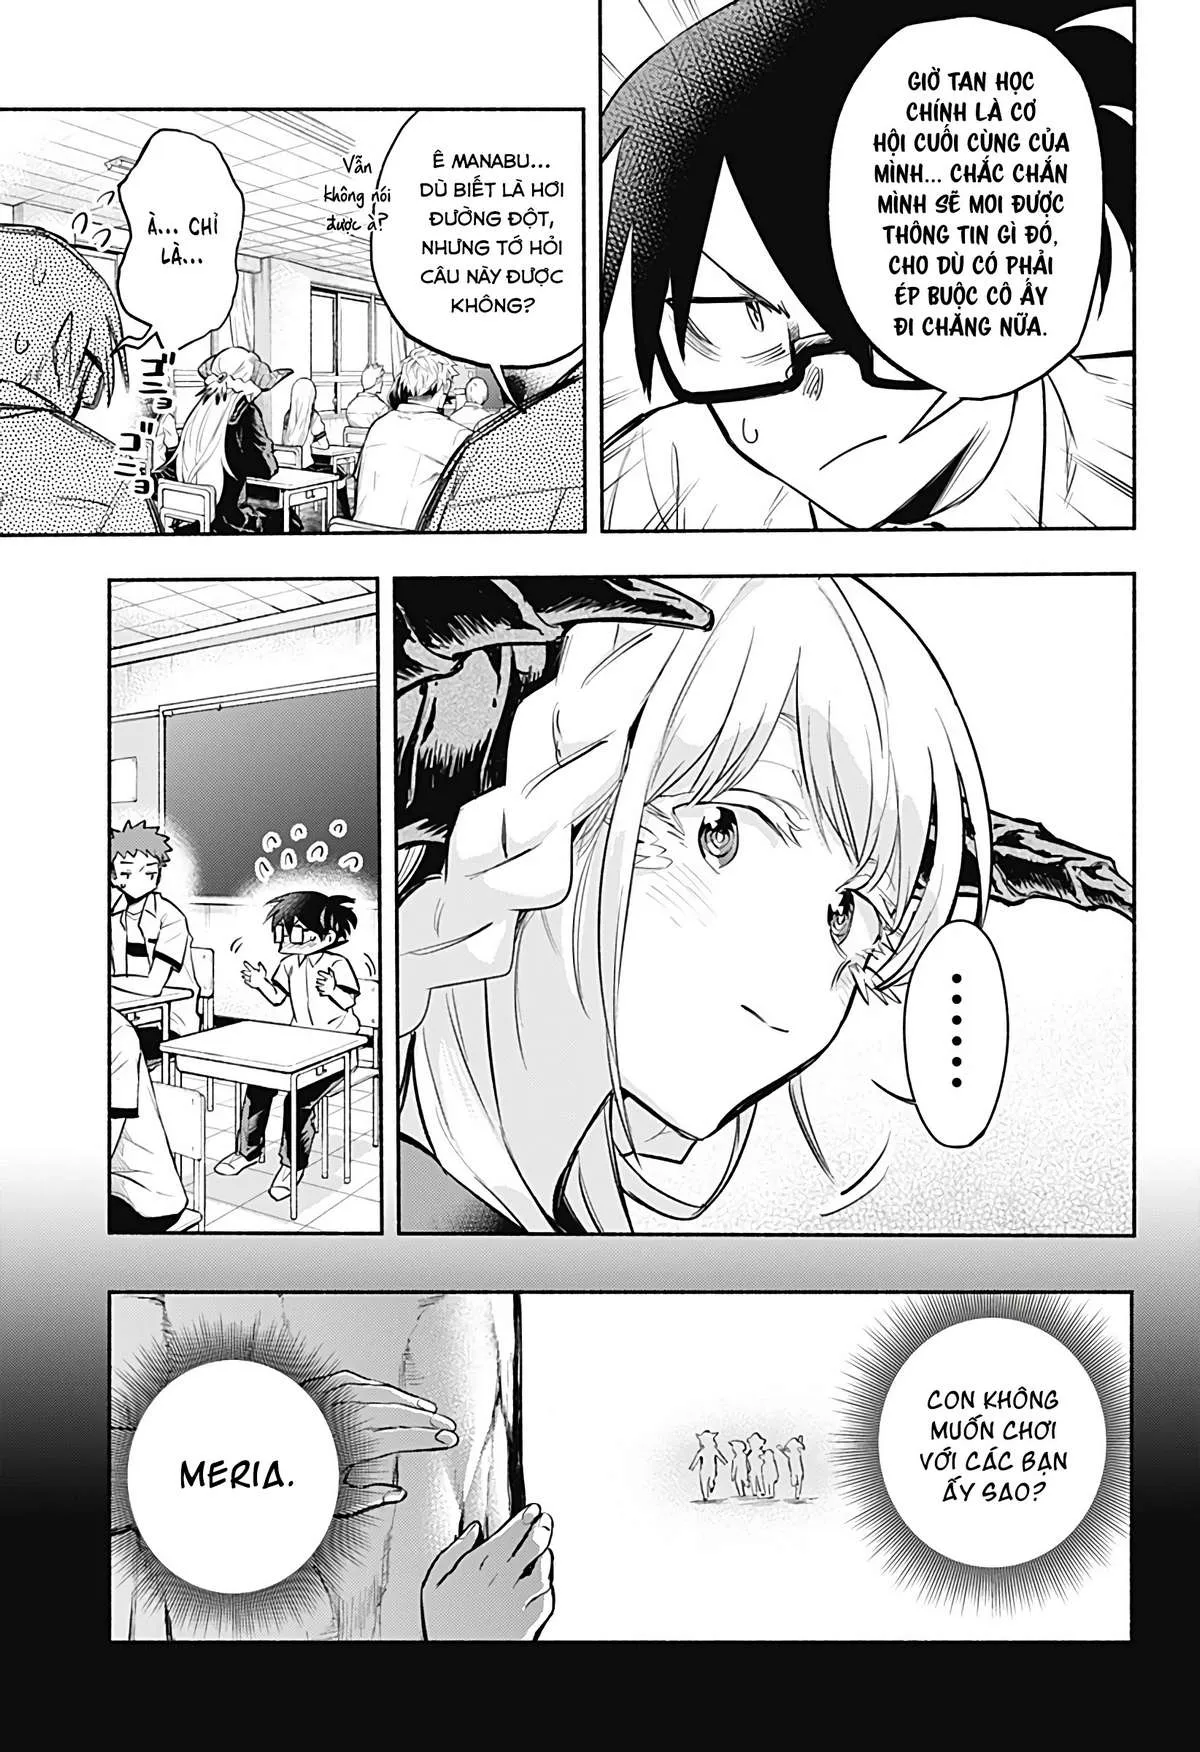 GIỜ TAN HỌC
CHÍNH LÀ CƠ
HỘI CUỐI CÙNG CỦA
MÌNH... CHẮC CHẮN
MÌNH SẼ MOI ĐƯỢC
THÔNG TIN GÌ ĐÓ,
CHO DÙ CÓ PHẢI
ÉP BUỘC CÔ ẤY
ĐI CHĂNG NỮA.
Ê MANABU...
DÙ BIẾT LÀ HƠI
ĐƯỜNG ĐỘT,
NHƯNG TỚ HỎI
CÂU NÀY ĐƯỢC
KHÔNG?
Vẫn
không nói
được à?
À... CHỈ
LÀ...
ゴニョ
ゴニョ
......
CON KHÔNG
MUỐN CHƠI
VỚI CÁC BẠN
ẤY SAO?
MERIA.